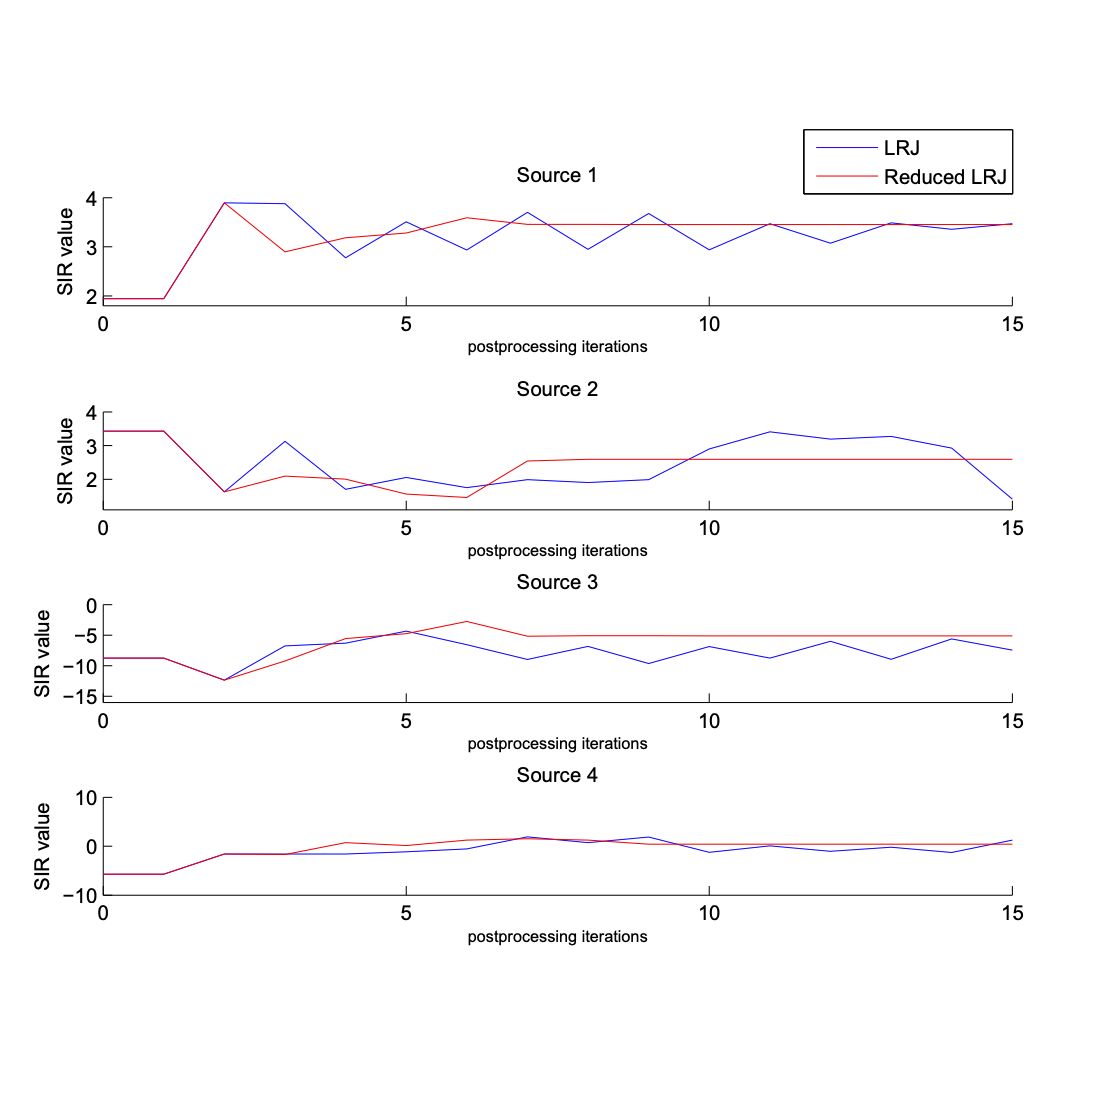 LRJ
Reduced LRJ
Source 1
SIR value
4
3
2
0 5 10 15
postprocessing iterations
Source 2
SIR value
4
3
2
0 5 10 15
postprocessing iterations
Source 3
SIR value
0
−5
−10
−15
0 5 10 15
postprocessing iterations
Source 4
SIR value
10
0
−10
0 5 10 15
postprocessing iterations